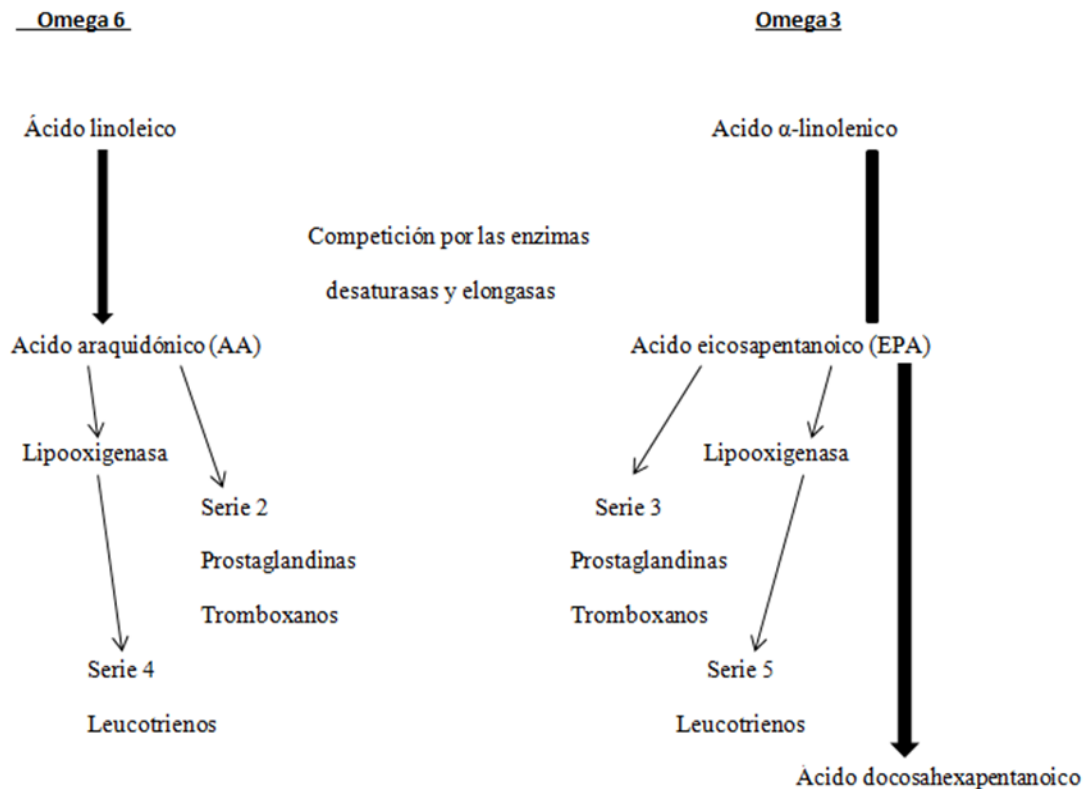 Omega 6
Omega 3
Ácido linoleico
Acido α-linolenico
Competición por las enzimas
desaturasas y elongasas
Acido araquidónico (AA)
Acido eicosapentanoico (EPA)
Lipooxigenasa
Lipooxigenasa
Serie 2
Prostaglandinas
Tromboxanos
Serie 3
Prostaglandinas
Tromboxanos
Serie 4
Leucotrienos
Serie 5
Leucotrienos
Ácido docosahexapentanoico